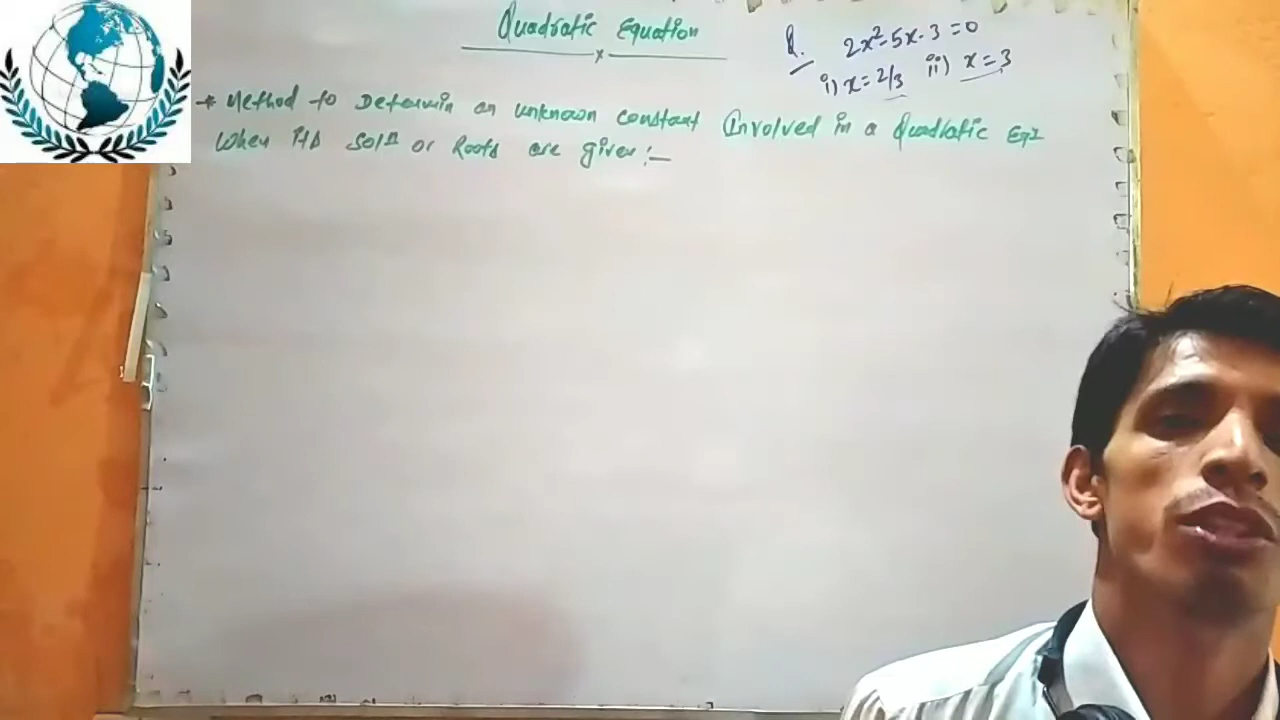 Quadratic Equation
Q. 2x²-5x-3=0
i) x=2/3 ii) x=3
* Method to Determin an unknown constant Involved in a Quadratic Eqn
When its Soln or Roots are given:-